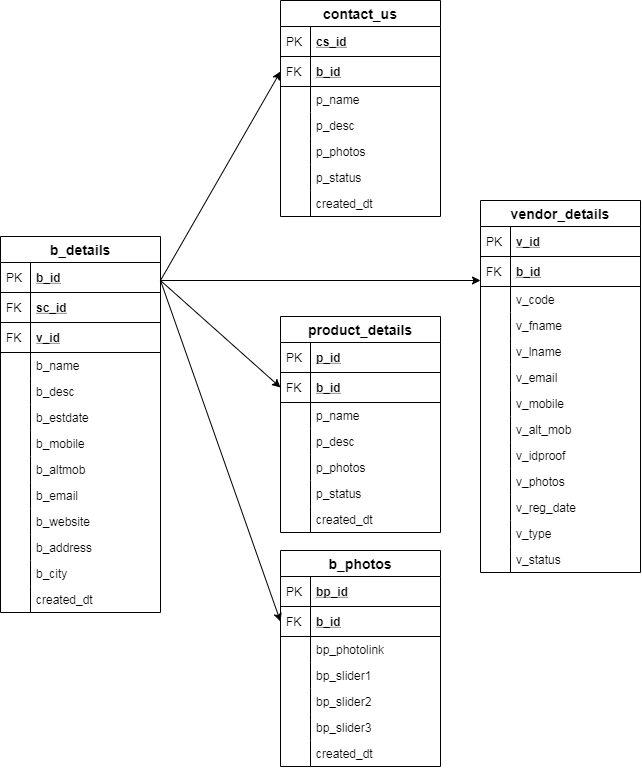 contact_us
PK cs_id
FK b_id
p_name
p_desc
p_photos
p_status
created_dt
b_details
PK b_id
FK sc_id
FK v_id
b_name
b_desc
b_estdate
b_mobile
b_altmob
b_email
b_website
b_address
b_city
created_dt
product_details
PK p_id
FK b_id
p_name
p_desc
p_photos
p_status
created_dt
b_photos
PK bp_id
FK b_id
bp_photolink
bp_slider1
bp_slider2
bp_slider3
created_dt
vendor_details
PK v_id
FK b_id
v_code
v_fname
v_lname
v_email
v_mobile
v_alt_mob
v_idproof
v_photos
v_reg_date
v_type
v_status